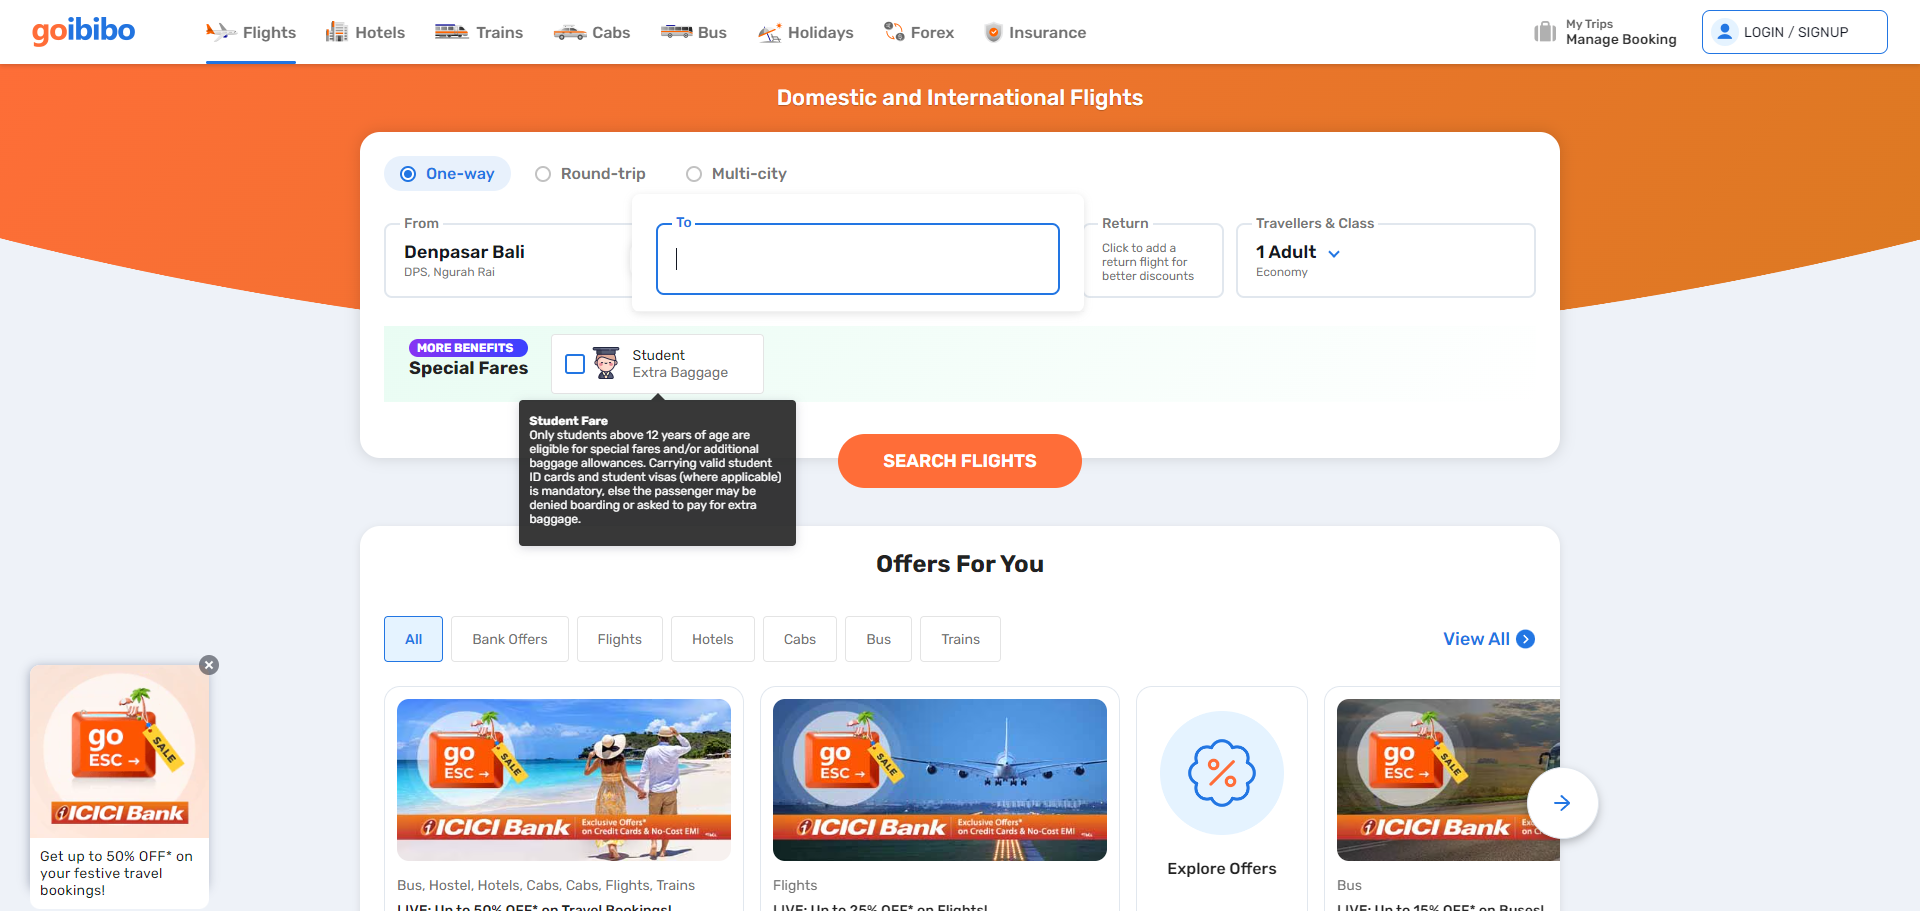 goibibo
Flights
Hotels
Trains
Cabs
Bus
Holidays
Forex
Insurance
My Trips
Manage Booking
LOGIN / SIGNUP
Domestic and International Flights
One-way
Round-trip
Multi-city
From
Denpasar Bali
DPS, Ngurah Rai
To
Return
Click to add a
return flight for
better discounts
Travellers & Class
1 Adult
Economy
MORE BENEFITS
Special Fares
Student
Extra Baggage
Student Fare
Only students above 12 years of age are
eligible for special fares and/or additional
baggage allowances. Carrying valid student
ID cards and student visas (where applicable)
is mandatory, else the passenger may be
denied boarding or asked to pay for extra
baggage.
SEARCH FLIGHTS
Offers For You
All
Bank Offers
Flights
Hotels
Cabs
Bus
Trains
View All
go
ESC →
SALE
ICICI Bank
Get up to 50% OFF* on
your festive travel
bookings!
go
ESC →
SALE
ICICI Bank
Exclusive Offers*
on Credit Cards & No-Cost EMI
Bus, Hostel, Hotels, Cabs, Cabs, Flights, Trains
LIVE: Up to 50% OFF* on Travel Bookings!
go
ESC →
SALE
ICICI Bank
Exclusive Offers*
on Credit Cards & No-Cost EMI
Flights
LIVE: Up to 25% OFF* on Flights!
%
Explore Offers
go
ESC →
SALE
ICICI Bank
Bus
LIVE: Up to 15% OFF* on Buses!